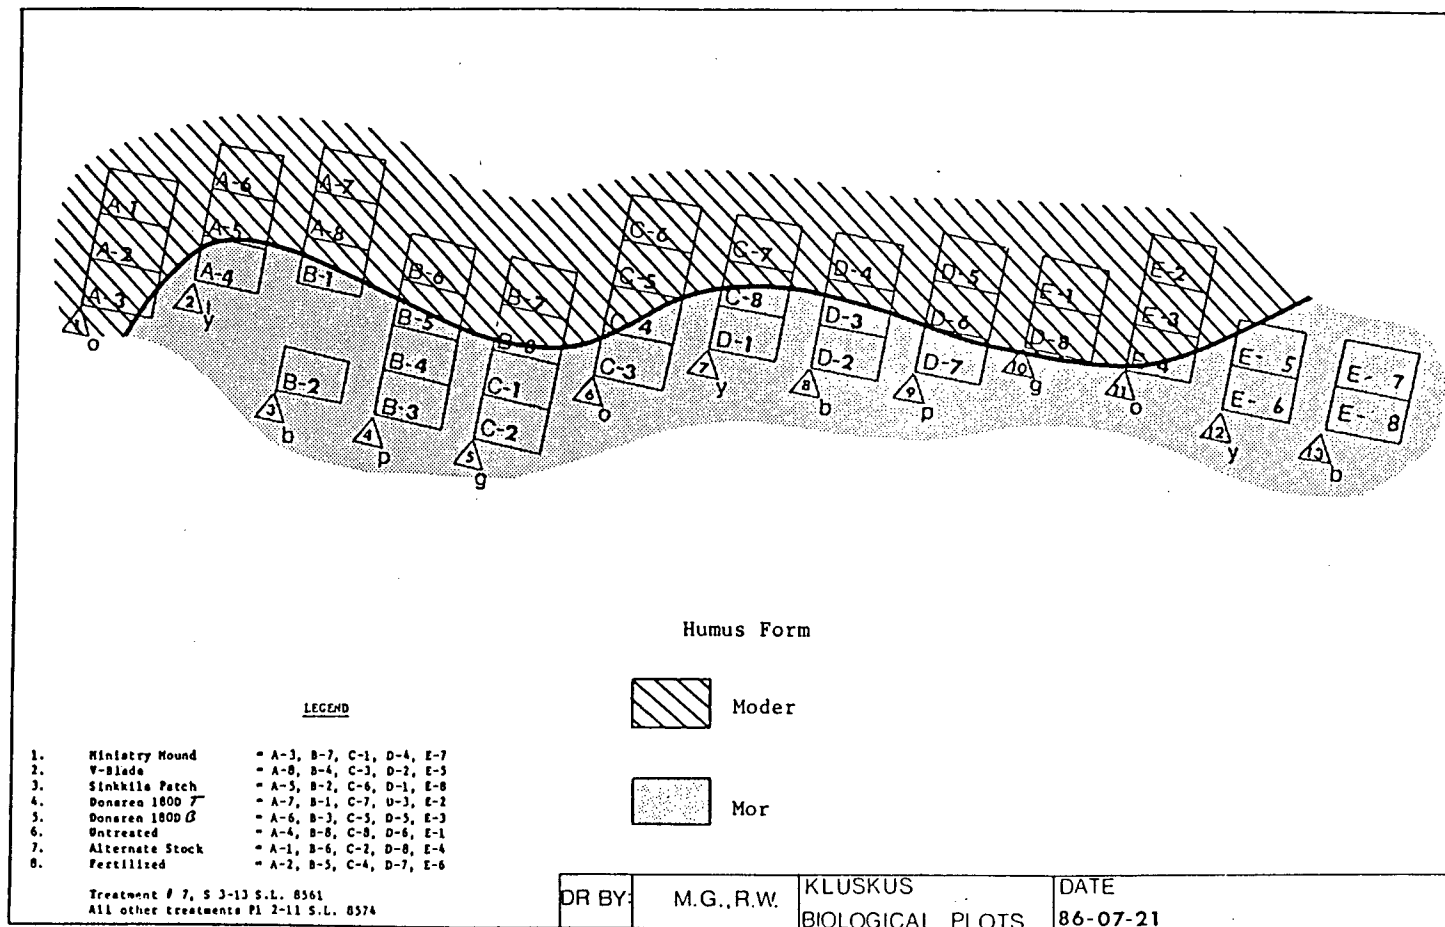 A-1
A-2
A-3
1
o
A-6
A-5
A-4
2
y
A-7
A-8
B-1
B-2
3
b
B-6
B-5
B-4
B-3
4
p
B-7
B-8
C-1
C-2
5
g
C-6
C-5
C-4
C-3
6
o
C-7
C-8
D-1
7
y
D-4
D-3
D-2
8
b
D-5
D-6
D-7
9
p
E-1
D-8
10
g
E-2
E-3
E-4
11
o
E- 5
E- 6
12
y
E- 7
E- 8
13
b
Humus Form
Moder
Mor
LEGEND
1. Ministry Mound = A-3, B-7, C-1, D-4, E-7
2. V-Blade = A-8, B-4, C-3, D-2, E-5
3. Sinkkila Patch = A-5, B-2, C-6, D-1, E-8
4. Donaren 180D T = A-7, B-1, C-7, D-3, E-2
5. Donaren 180D B = A-6, B-3, C-5, D-5, E-3
6. Untreated = A-4, B-8, C-8, D-6, E-1
7. Alternate Stock = A-1, B-6, C-2, D-8, E-4
8. Fertilized = A-2, B-5, C-4, D-7, E-6
Treatment # 7, S 3-13 S.L. 8561
All other treatments Pl 2-11 S.L. 8574
DR BY: M.G., R.W.
KLUSKUS
BIOLOGICAL PLOTS
DATE
86-07-21